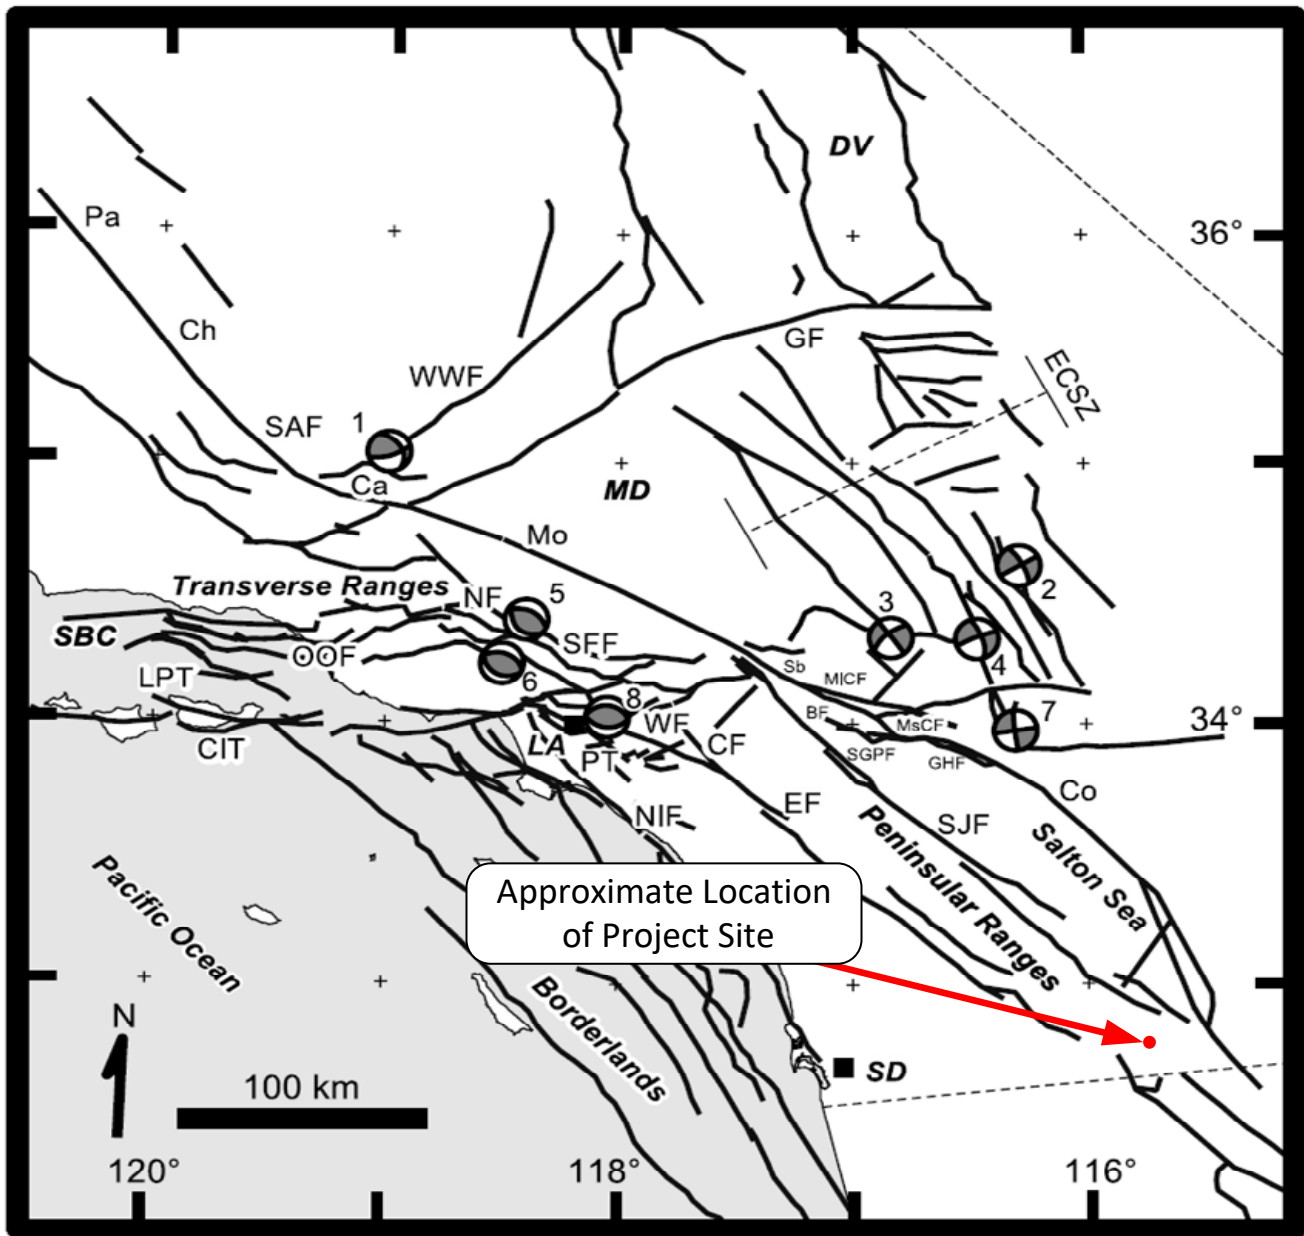 DV
Pa
36°
Ch
GF
WWF
ECSZ
SAF
1
Ca
MD
Mo
2
Transverse Ranges
NF
5
3
SBC
OOF
SFF
4
Sb
LPT
6
MICF
8
BF
MsCF
7
34°
CIT
LA
WF
CF
PT
SGPF
GHF
Co
EF
NIF
SJF
Peninsular Ranges
Salton Sea
Pacific Ocean
Approximate Location
of Project Site
Borderlands
N
100 km
SD
120°
118°
116°